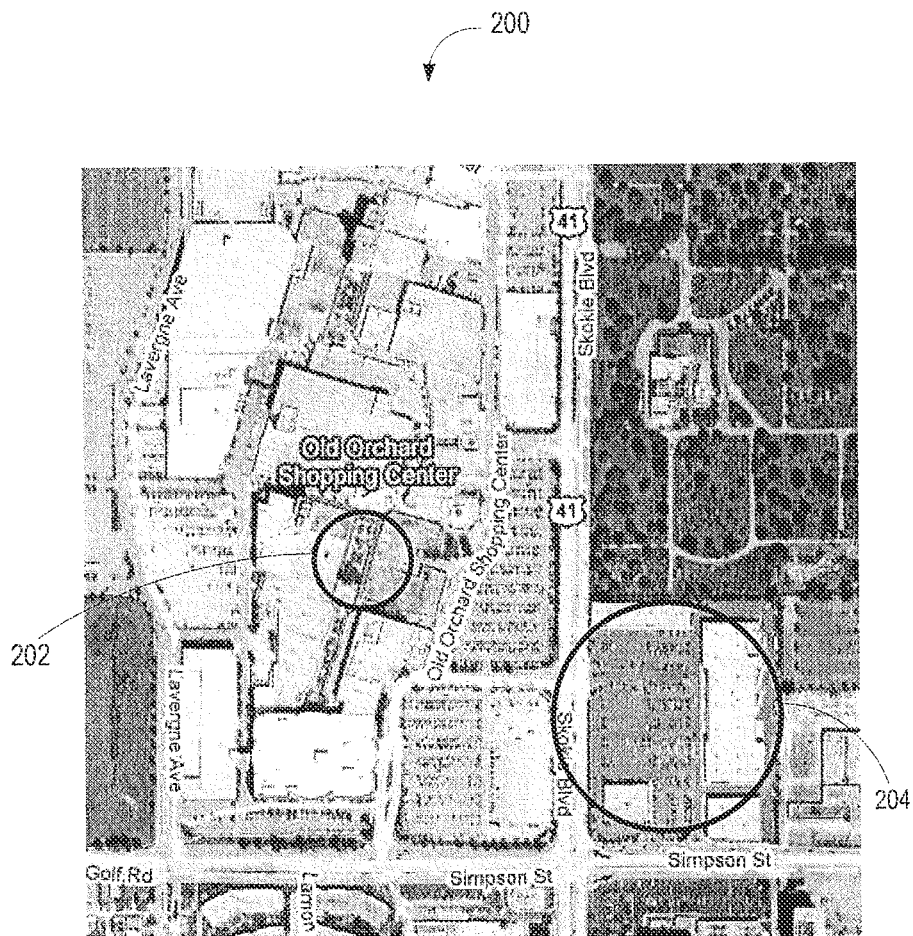 200
41
Skokie Blvd
Lavergne Ave
Old Orchard
Shopping Center
41
Old Orchard Shopping Center
202
Lavergne Ave
Skokie Blvd
204
Golf Rd
Simpson St
Simpson St